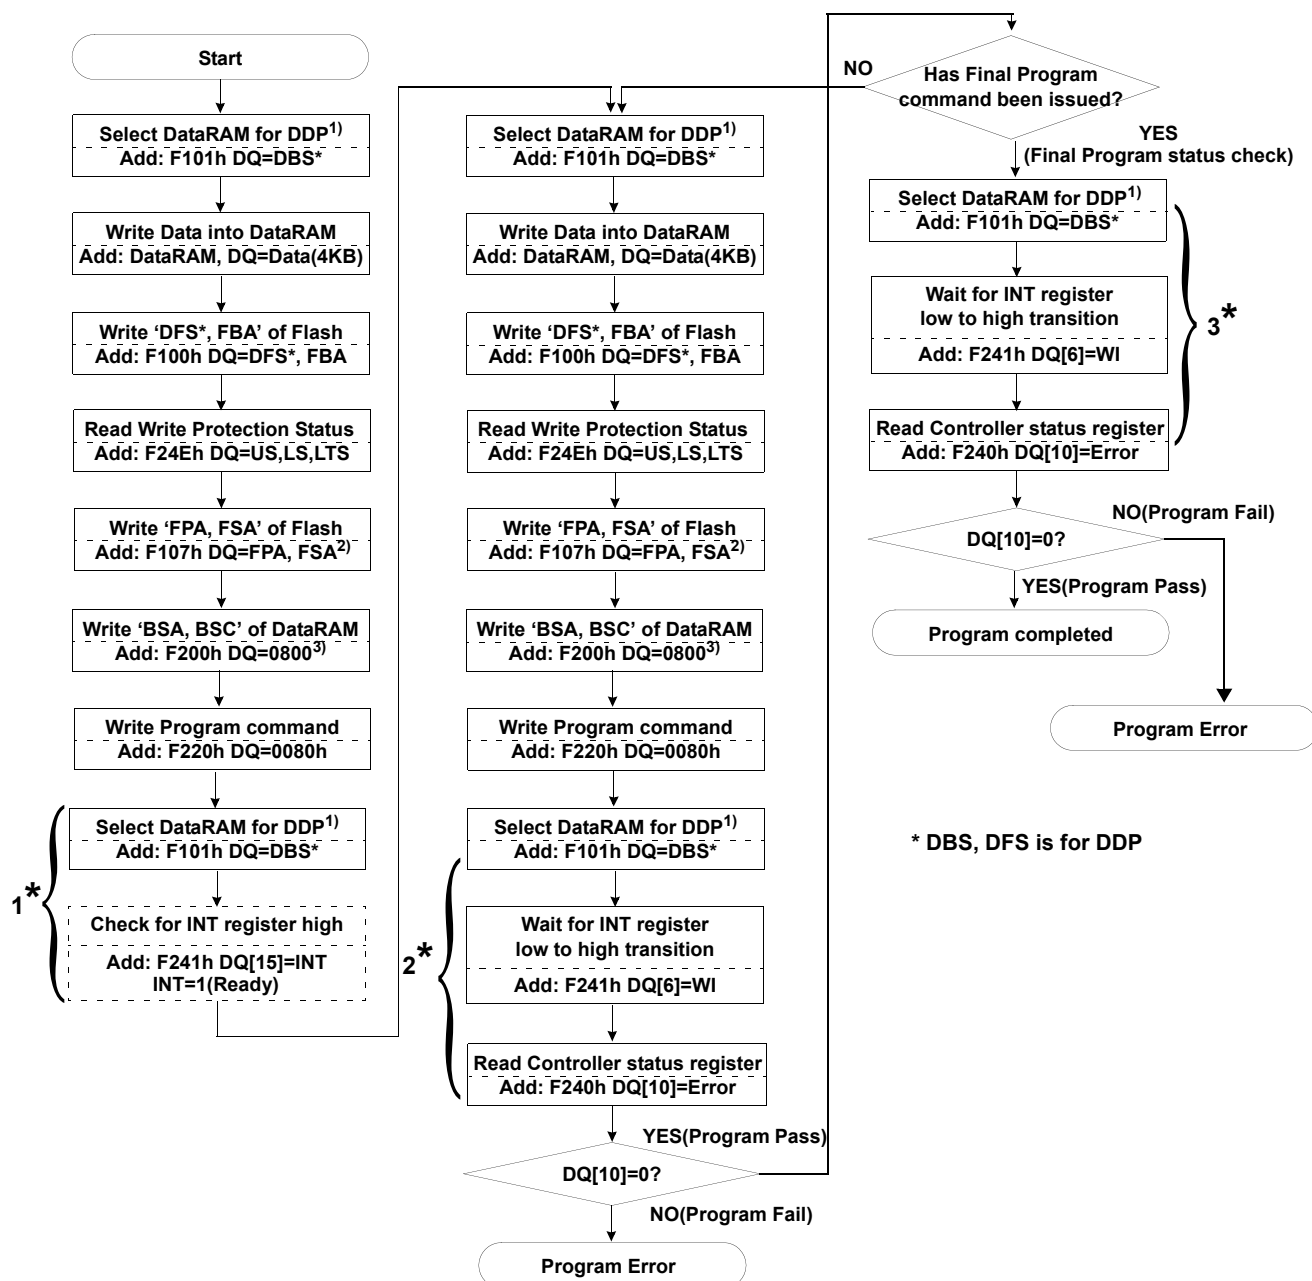 Start
Select DataRAM for DDP1)
Add: F101h DQ=DBS*
Write Data into DataRAM
Add: DataRAM, DQ=Data(4KB)
Write ‘DFS*, FBA’ of Flash
Add: F100h DQ=DFS*, FBA
Read Write Protection Status
Add: F24Eh DQ=US,LS,LTS
Write ‘FPA, FSA’ of Flash
Add: F107h DQ=FPA, FSA2)
Write ‘BSA, BSC’ of DataRAM
Add: F200h DQ=08003)
Write Program command
Add: F220h DQ=0080h
1*
Select DataRAM for DDP1)
Add: F101h DQ=DBS*
Check for INT register high
Add: F241h DQ[15]=INT
INT=1(Ready)
Select DataRAM for DDP1)
Add: F101h DQ=DBS*
Write Data into DataRAM
Add: DataRAM, DQ=Data(4KB)
Write ‘DFS*, FBA’ of Flash
Add: F100h DQ=DFS*, FBA
Read Write Protection Status
Add: F24Eh DQ=US,LS,LTS
Write ‘FPA, FSA’ of Flash
Add: F107h DQ=FPA, FSA2)
Write ‘BSA, BSC’ of DataRAM
Add: F200h DQ=08003)
Write Program command
Add: F220h DQ=0080h
Select DataRAM for DDP1)
Add: F101h DQ=DBS*
2*
Wait for INT register
low to high transition
Add: F241h DQ[6]=WI
Read Controller status register
Add: F240h DQ[10]=Error
YES(Program Pass)
DQ[10]=0?
NO(Program Fail)
Program Error
NO
Has Final Program
command been issued?
YES
(Final Program status check)
Select DataRAM for DDP1)
Add: F101h DQ=DBS*
Wait for INT register
low to high transition
Add: F241h DQ[6]=WI
3*
Read Controller status register
Add: F240h DQ[10]=Error
NO(Program Fail)
DQ[10]=0?
YES(Program Pass)
Program completed
Program Error
* DBS, DFS is for DDP